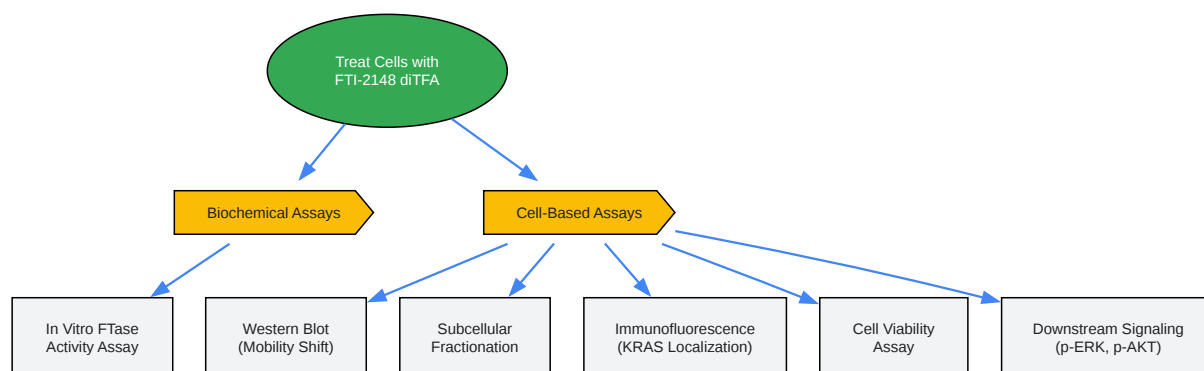 Treat Cells with
FTI-2148 diTFA
Biochemical Assays
Cell-Based Assays
In Vitro FTase
Activity Assay
Western Blot
(Mobility Shift)
Subcellular
Fractionation
Immunofluorescence
(KRAS Localization)
Cell Viability
Assay
Downstream Signaling
(p-ERK, p-AKT)